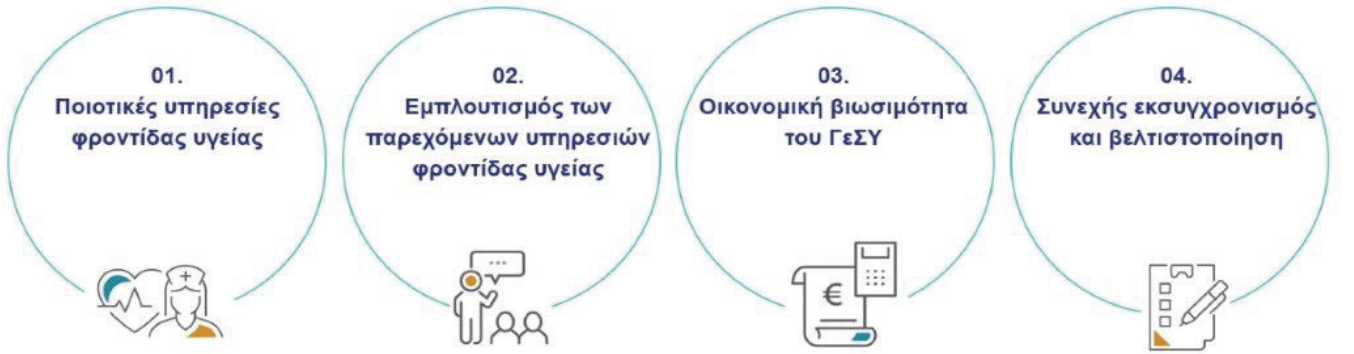 01.
Ποιοτικές υπηρεσίες
φροντίδας υγείας
02.
Εμπλουτισμός των
παρεχόμενων υπηρεσιών
φροντίδας υγείας
03.
Οικονομική βιωσιμότητα
του ΓεΣΥ
04.
Συνεχής εκσυγχρονισμός
και βελτιστοποίηση
€